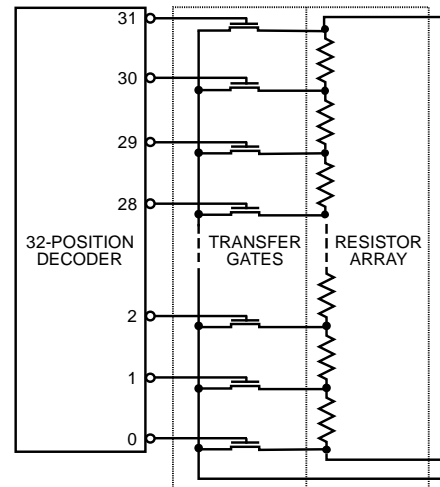 31
30
29
28
32-POSITION
DECODER
TRANSFER
GATES
RESISTOR
ARRAY
2
1
0